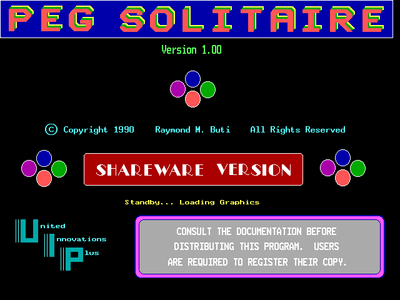 PEG SOLITAIRE
Version 1.00
© Copyright 1990 Raymond M. Buti All Rights Reserved
SHAREWARE VERSION
Standby... Loading Graphics
United
Innovations
Plus
CONSULT THE DOCUMENTATION BEFORE
DISTRIBUTING THIS PROGRAM. USERS
ARE REQUIRED TO REGISTER THEIR COPY.